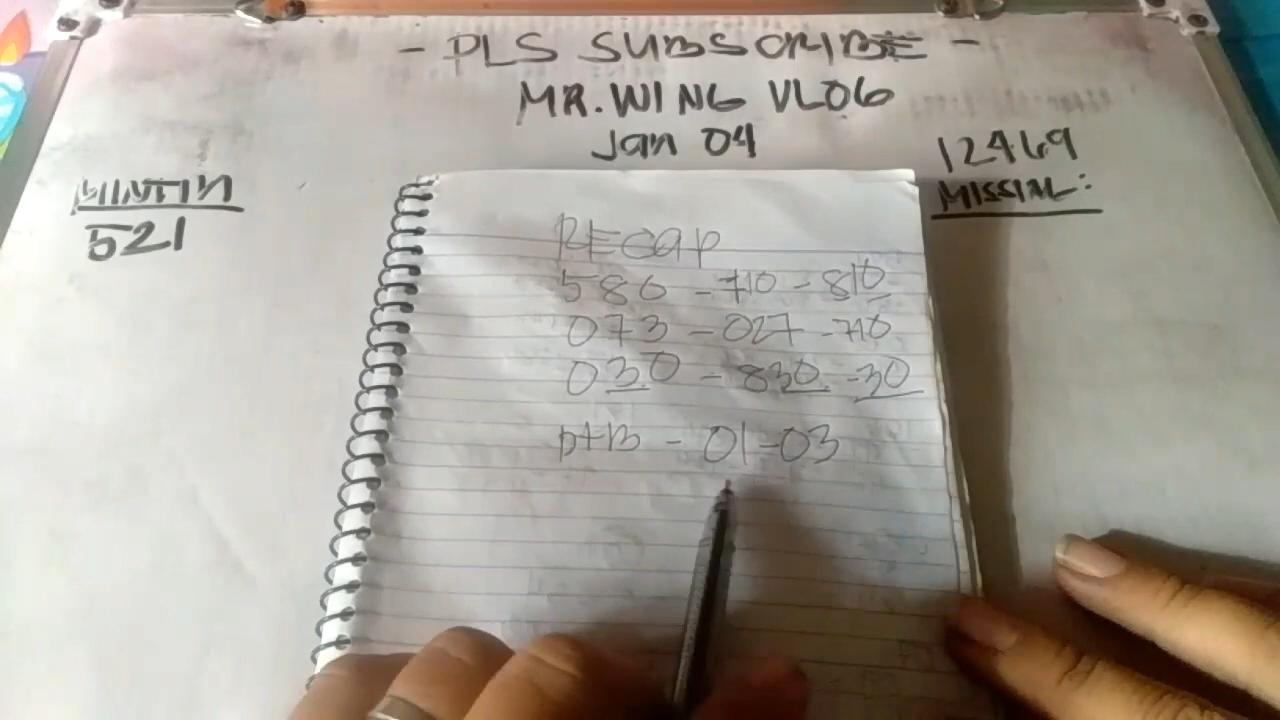 - PLS SUBSCRIBE -
MR. WING VLOG
Jan 04
12469
MISSING:
521
RECAP
586 - 710 - 810
073 - 027 - 710
030 - 830 - 30
- 01 - 03